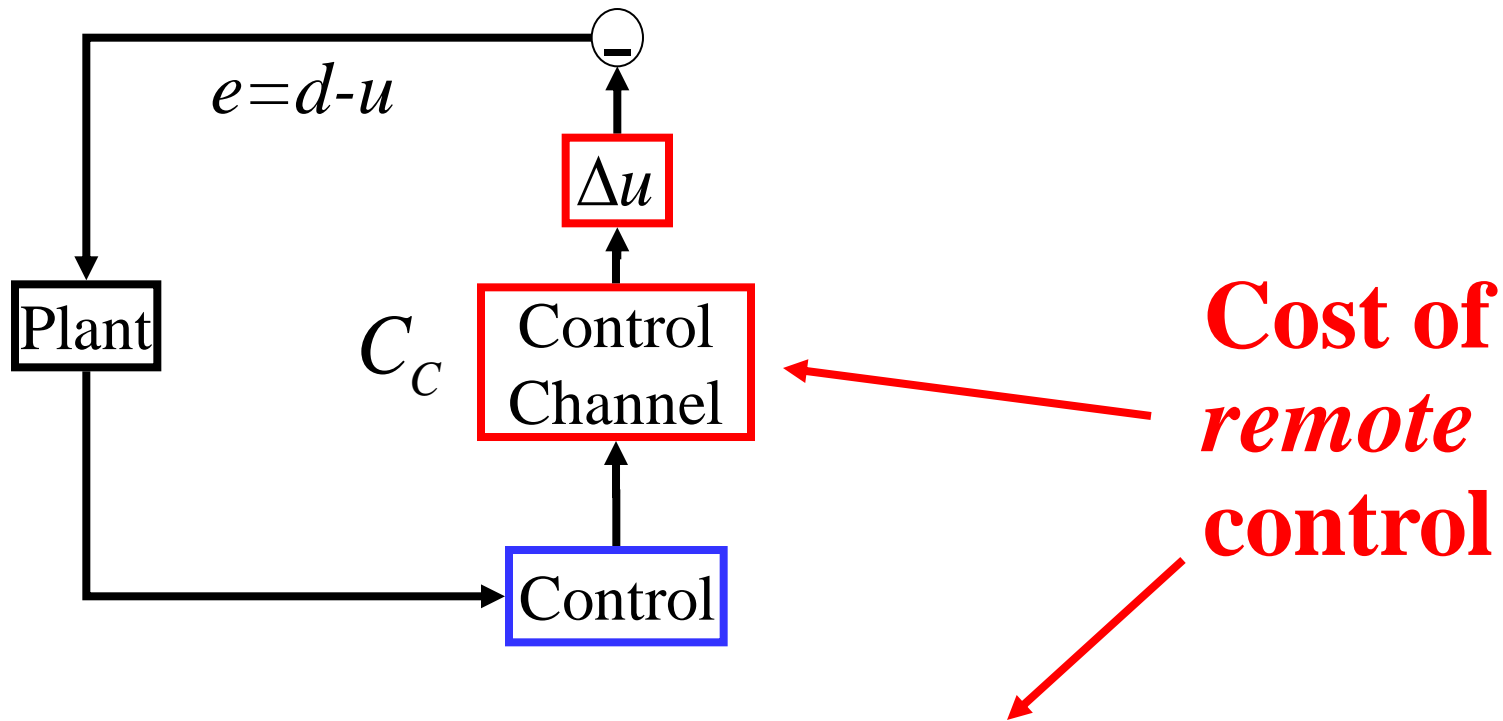 -
e=d-u
Δu
Plant
C_C
Control
Channel
Control
Cost of
remote
control